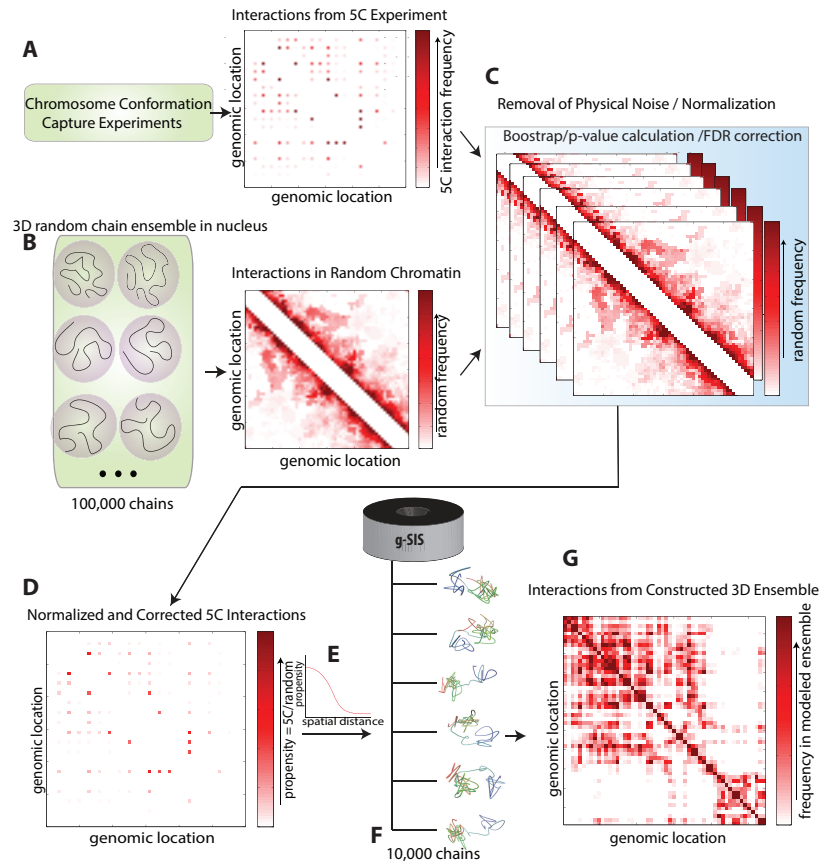 A
Interactions from 5C Experiment
Chromosome Conformation
Capture Experiments
genomic location
genomic location
5C interaction frequency
C
Removal of Physical Noise / Normalization
Boostrap/p-value calculation /FDR correction
random frequency
3D random chain ensemble in nucleus
B
100,000 chains
Interactions in Random Chromatin
genomic location
genomic location
random frequency
D
Normalized and Corrected 5C Interactions
genomic location
genomic location
propensity = 5C/random
E
propensity
spatial distance
g-SIS
F
10,000 chains
G
Interactions from Constructed 3D Ensemble
genomic location
genomic location
frequency in modeled ensemble